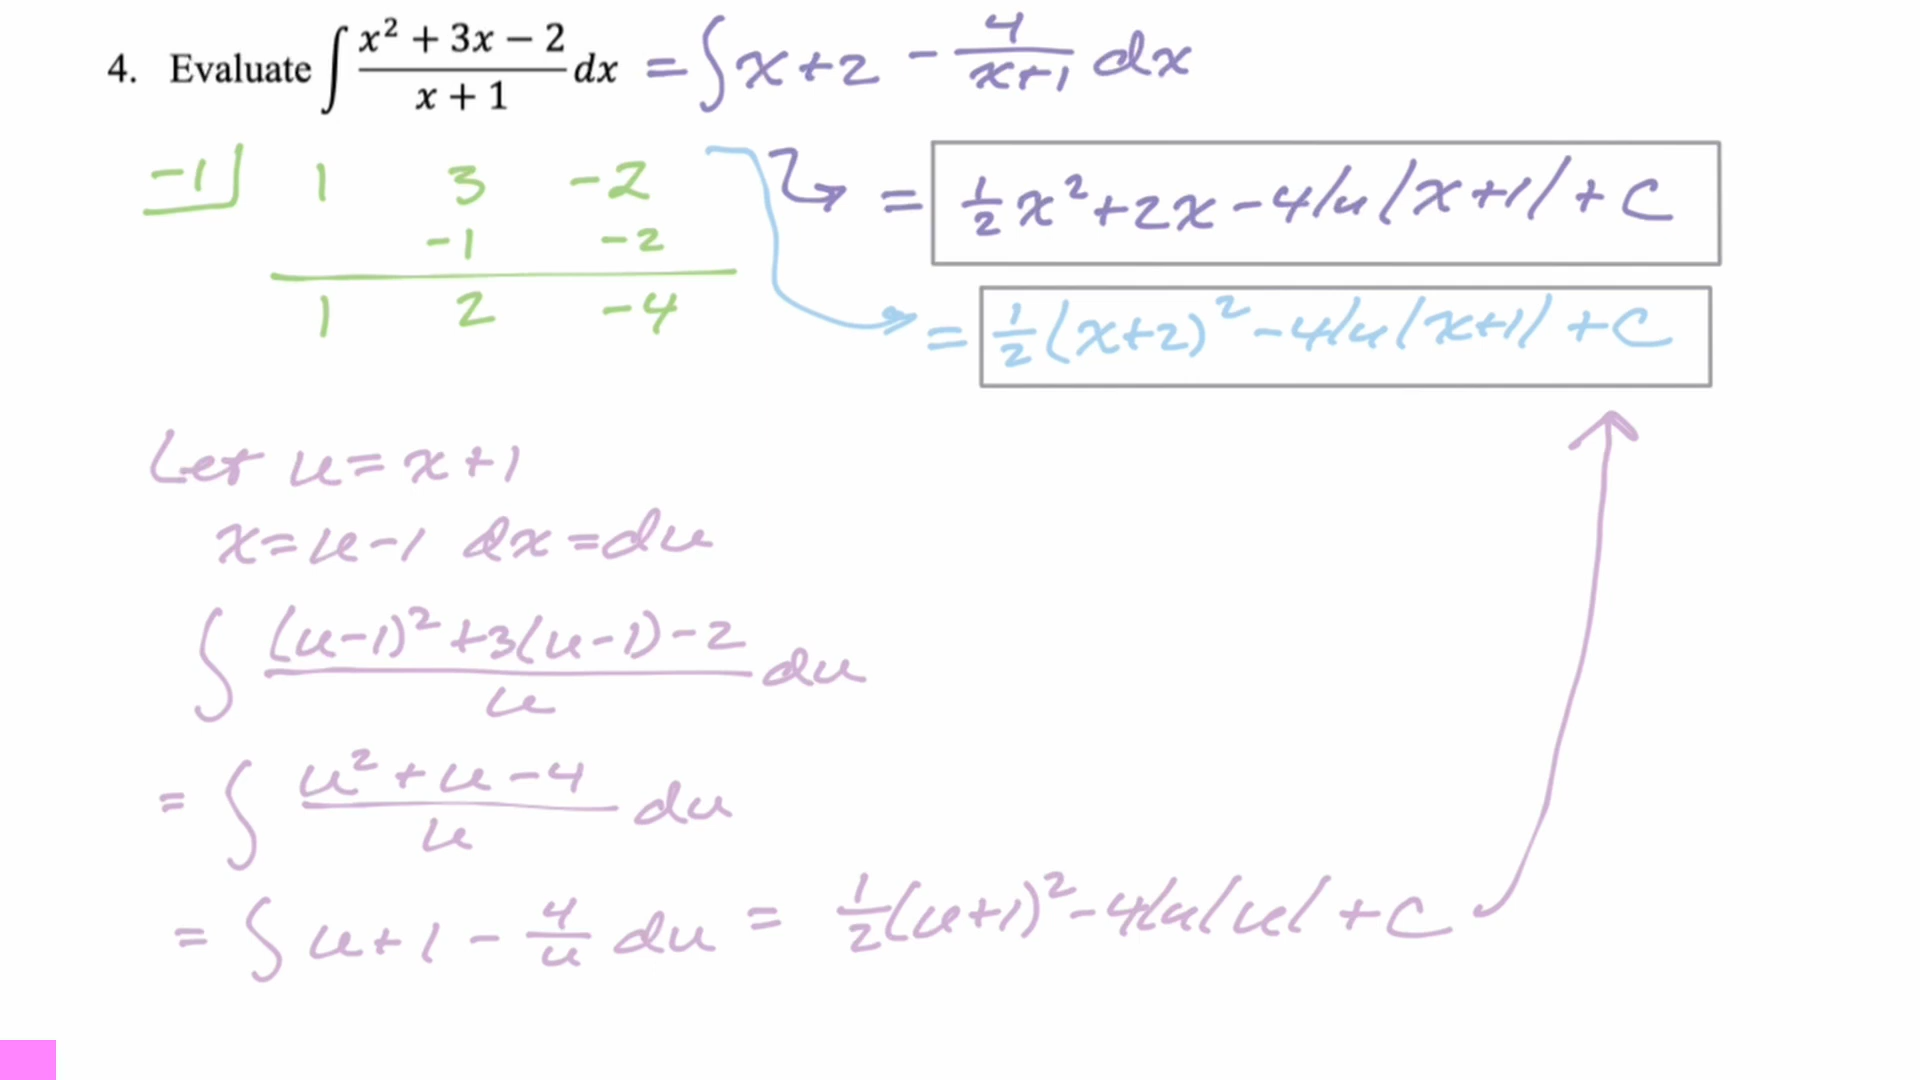 4. Evaluate ∫ (x² + 3x − 2)/(x + 1) dx = ∫ x + 2 − 4/(x+1) dx
−1 | 1 3 −2
−1 −2
1 2 −4
= ½x² + 2x − 4ln|x+1| + C
= ½(x+2)² − 4ln|x+1| + C
Let u = x + 1
x = u − 1 dx = du
∫ ((u−1)² + 3(u−1) − 2)/u du
= ∫ (u² + u − 4)/u du
= ∫ u + 1 − 4/u du = ½(u+1)² − 4ln|u| + C